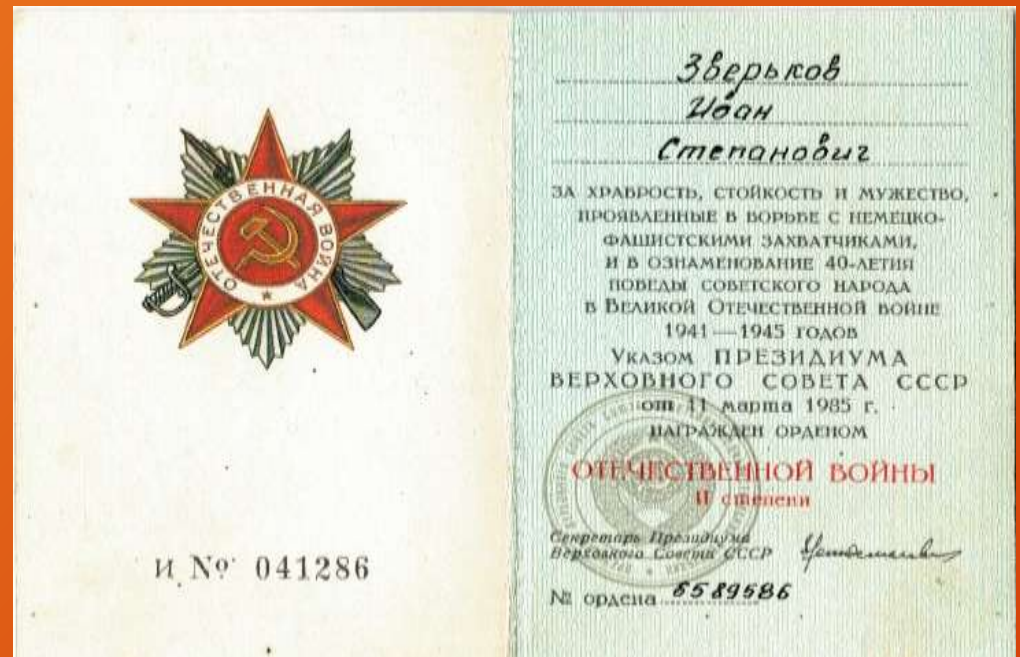 ОТЕЧЕСТВЕННАЯ ВОЙНА
И № 041286
Зверьков
Иван
Степанович
ЗА ХРАБРОСТЬ, СТОЙКОСТЬ И МУЖЕСТВО,
ПРОЯВЛЕННЫЕ В БОРЬБЕ С НЕМЕЦКО-
ФАШИСТСКИМИ ЗАХВАТЧИКАМИ,
И В ОЗНАМЕНОВАНИЕ 40-ЛЕТИЯ
ПОБЕДЫ СОВЕТСКОГО НАРОДА
В ВЕЛИКОЙ ОТЕЧЕСТВЕННОЙ ВОЙНЕ
1941—1945 ГОДОВ
УКАЗОМ ПРЕЗИДИУМА
ВЕРХОВНОГО СОВЕТА СССР
от 11 марта 1985 г.
НАГРАЖДЕН ОРДЕНОМ
ОТЕЧЕСТВЕННОЙ ВОЙНЫ
II степени
Секретарь Президиума
Верховного Совета СССР
№ ордена 6589586